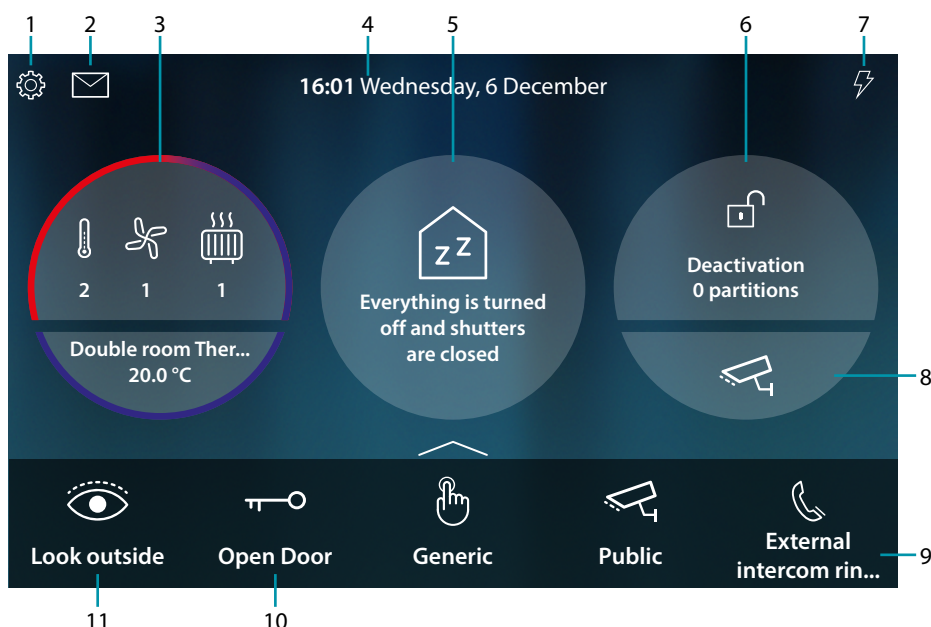 1 2 3 4 5 6 7
16:01 Wednesday, 6 December
2 1 1
Double room Ther...
20.0 °C
z Z
Everything is turned
off and shutters
are closed
Deactivation
0 partitions
8
Look outside
Open Door
Generic
Public
External
intercom rin...
9
11 10